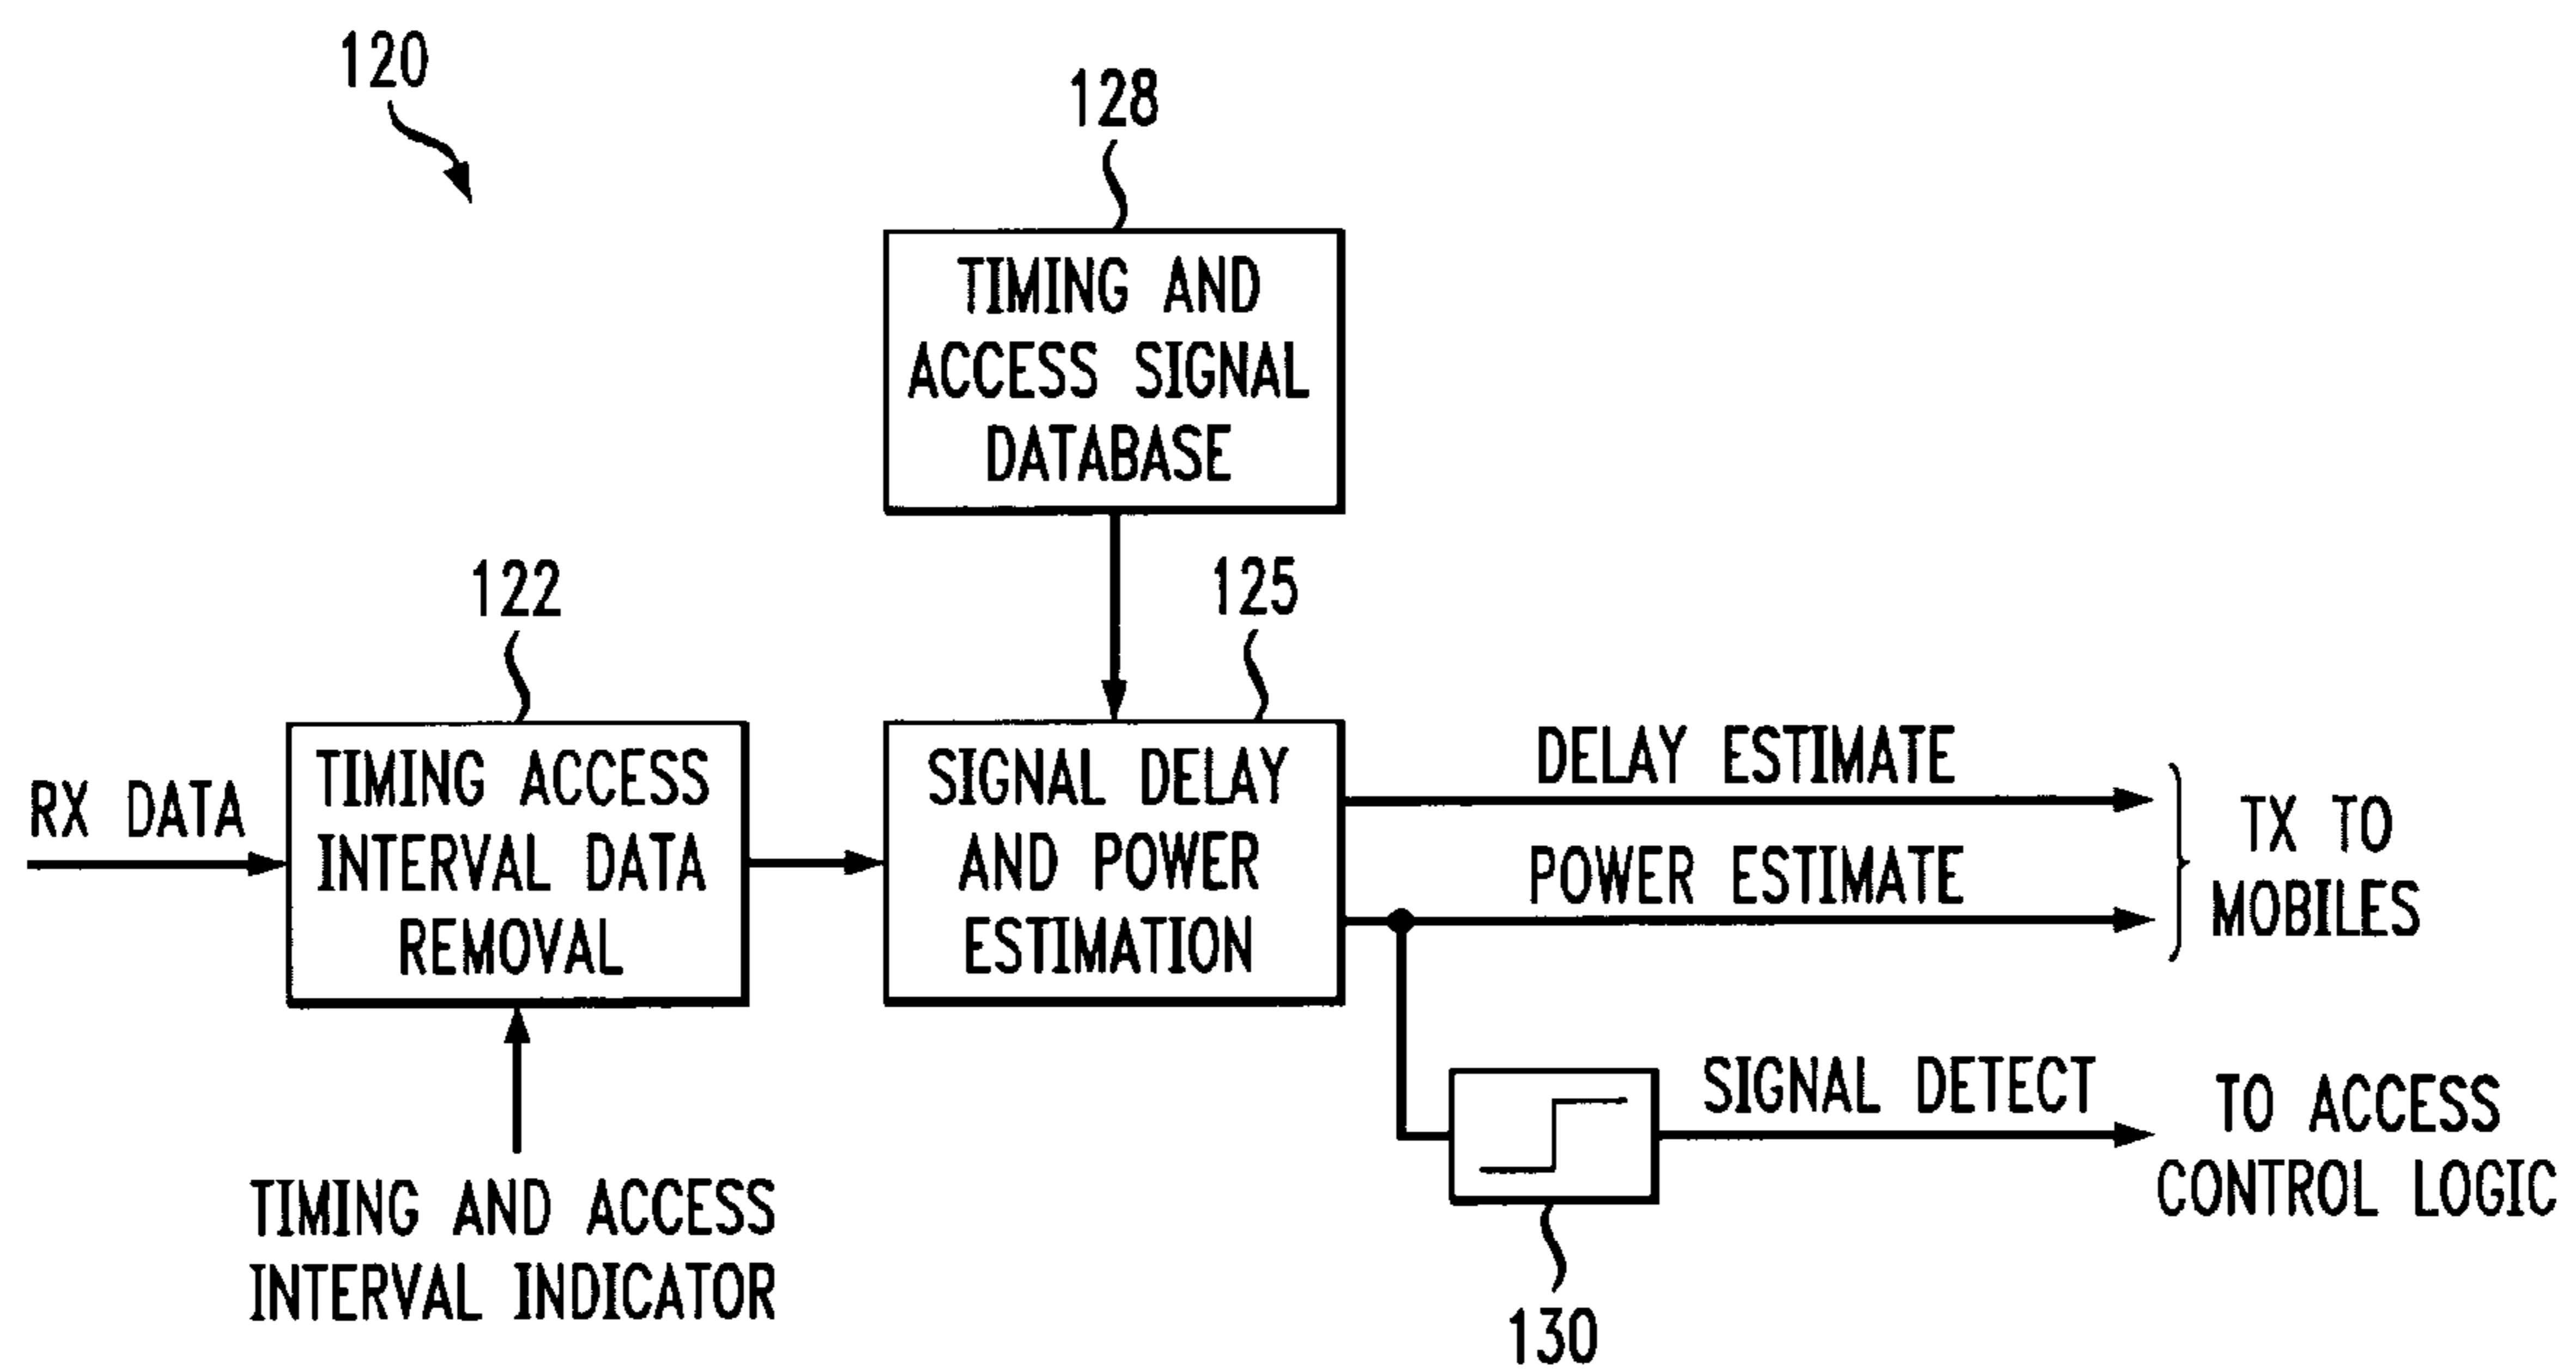 120
128
TIMING AND
ACCESS SIGNAL
DATABASE
122
125
RX DATA
TIMING ACCESS
INTERVAL DATA
REMOVAL
SIGNAL DELAY
AND POWER
ESTIMATION
DELAY ESTIMATE
POWER ESTIMATE
TX TO
MOBILES
TIMING AND ACCESS
INTERVAL INDICATOR
SIGNAL DETECT
TO ACCESS
CONTROL LOGIC
130